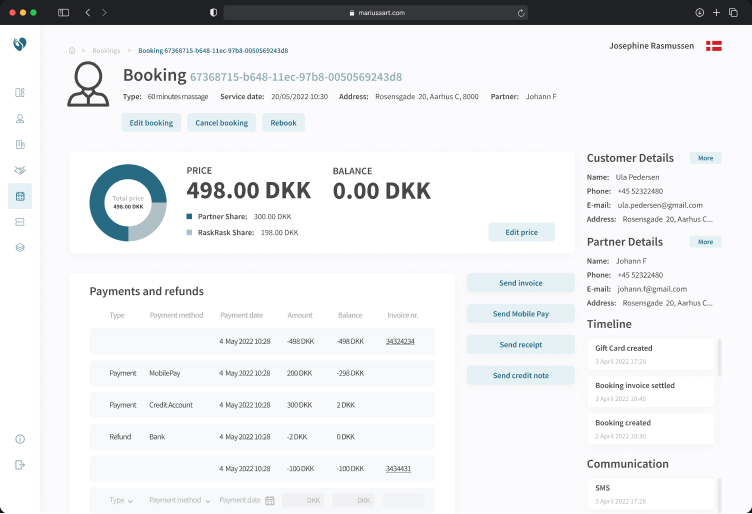 mariussart.com
Josephine Rasmussen
Bookings
Booking 67368715-b648-11ec-97b8-0050569243d8
Booking 67368715-b648-11ec-97b8-0050569243d8
Type: 60 minutes massage Service date: 20/05/2022 10:30 Address: Rosensgade 20, Aarhus C, 8000 Partner: Johann F
Edit booking Cancel booking Rebook
Total price
498.00 DKK
PRICE
498.00 DKK
BALANCE
0.00 DKK
Partner Share: 300.00 DKK
RaskRask Share: 198.00 DKK
Edit price
Payments and refunds
Type Payment method Payment date Amount Balance Invoice nr.
4 May 2022 10:28 -498 DKK -498 DKK 34324234
Payment MobilePay 4 May 2022 10:28 200 DKK -298 DKK
Payment Credit Account 4 May 2022 10:28 300 DKK 2 DKK
Refund Bank 4 May 2022 10:28 -2 DKK 0 DKK
4 May 2022 10:28 -100 DKK -100 DKK 3434431
Type Payment method Payment date DKK DKK
Send invoice
Send Mobile Pay
Send receipt
Send credit note
Customer Details More
Name: Ula Pedersen
Phone: +45 52322480
E-mail: ula.pedersen@gmail.com
Address: Rosensgade 20, Aarhus C...
Partner Details More
Name: Johann F
Phone: +45 52322480
E-mail: johann.f@gmail.com
Address: Rosensgade 20, Aarhus C...
Timeline
Gift Card created
3 April 2022 17:28
Booking invoice settled
2 April 2022 10:45
Booking created
2 April 2022 10:30
Communication
SMS
3 April 2022 17:28